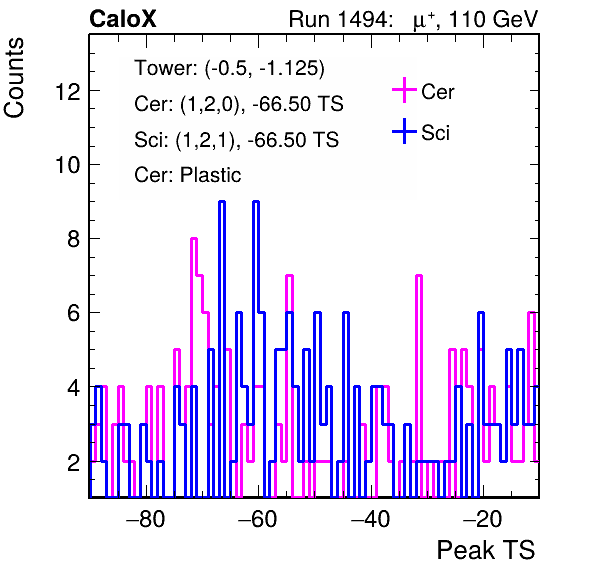 CaloX Run 1494: μ⁺, 110 GeV
Counts
Tower: (-0.5, -1.125)
Cer: (1,2,0), -66.50 TS
Sci: (1,2,1), -66.50 TS
Cer: Plastic
Cer
Sci
12
10
8
6
4
2
−80 −60 −40 −20
Peak TS